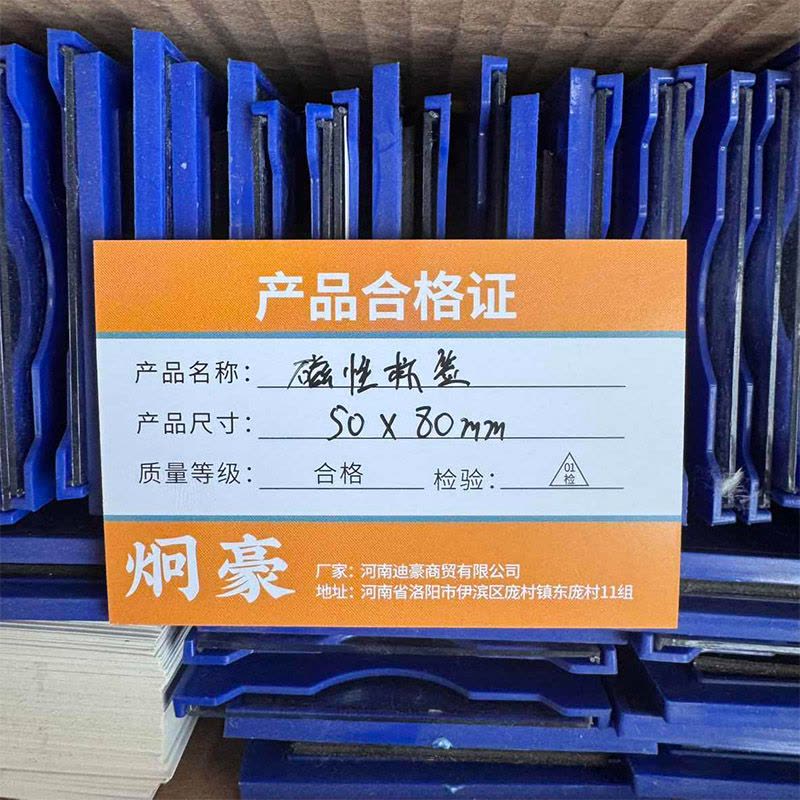 产品合格证
产品名称：磁性标签
产品尺寸：50 x 80mm
质量等级：合格 检验：01检
炯豪
厂家：河南迪豪商贸有限公司
地址：河南省洛阳市伊滨区庞村镇东庞村11组